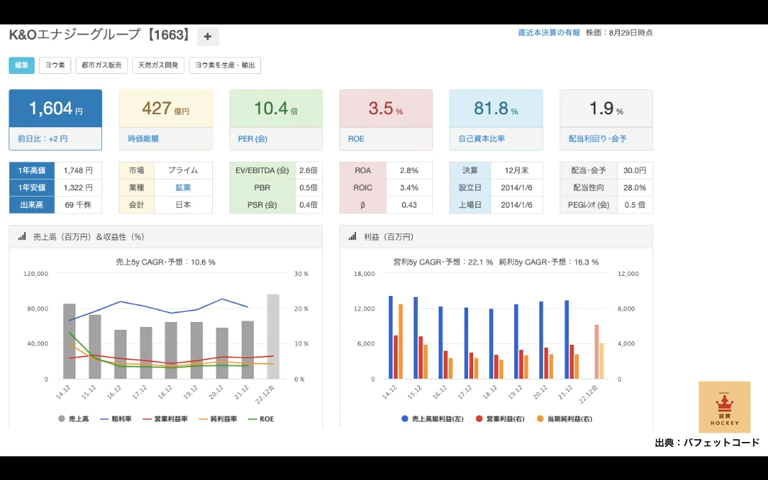 K&Oエナジーグループ【1663】 +
直近本決算の有報 株価：8月29日時点
編集 ヨウ素 都市ガス販売 天然ガス開発 ヨウ素を生産・輸出
1,604 円
前日比：+2 円
427 億円
時価総額
10.4 倍
PER (会)
3.5 %
ROE
81.8 %
自己資本比率
1.9 %
配当利回り･会予
1年高値 1,748 円
1年安値 1,322 円
出来高 69 千株
市場 プライム
業種 鉱業
会計 日本
EV/EBITDA (会) 2.6倍
PBR 0.5倍
PSR (会) 0.4倍
ROA 2.8%
ROIC 3.4%
β 0.43
決算 12月末
設立日 2014/1/6
上場日 2014/1/6
配当･会予 30.0円
配当性向 28.0%
PEGﾚｼｵ (会) 0.5 倍
売上高（百万円）＆収益性（%）
売上5y CAGR･予想：10.6 %
120,000 30 %
80,000 20 %
40,000 10 %
0 0 %
14.12 15.12 16.12 17.12 18.12 19.12 20.12 21.12 22.12会
売上高 粗利率 営業利益率 純利益率 ROE
利益（百万円）
営利5y CAGR･予想：22.1 % 純利5y CAGR･予想：16.3 %
18,000 12,000
12,000 8,000
6,000 4,000
0 0
14.12 15.12 16.12 17.12 18.12 19.12 20.12 21.12 22.12会
売上高総利益(左) 営業利益(右) 当期純利益(右)
投資
HOCKEY
出典：バフェットコード